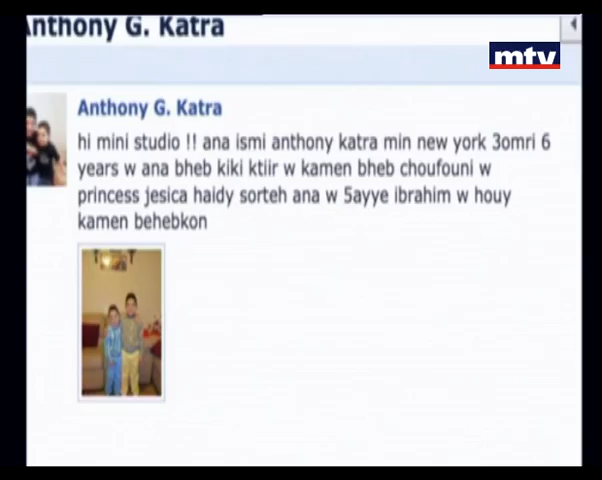 Anthony G. Katra
mtv
Anthony G. Katra
hi mini studio !! ana ismi anthony katra min new york 3omri 6
years w ana bheb kiki ktiir w kamen bheb choufouni w
princess jesica haidy sorteh ana w 5ayye ibrahim w houy
kamen behebkon